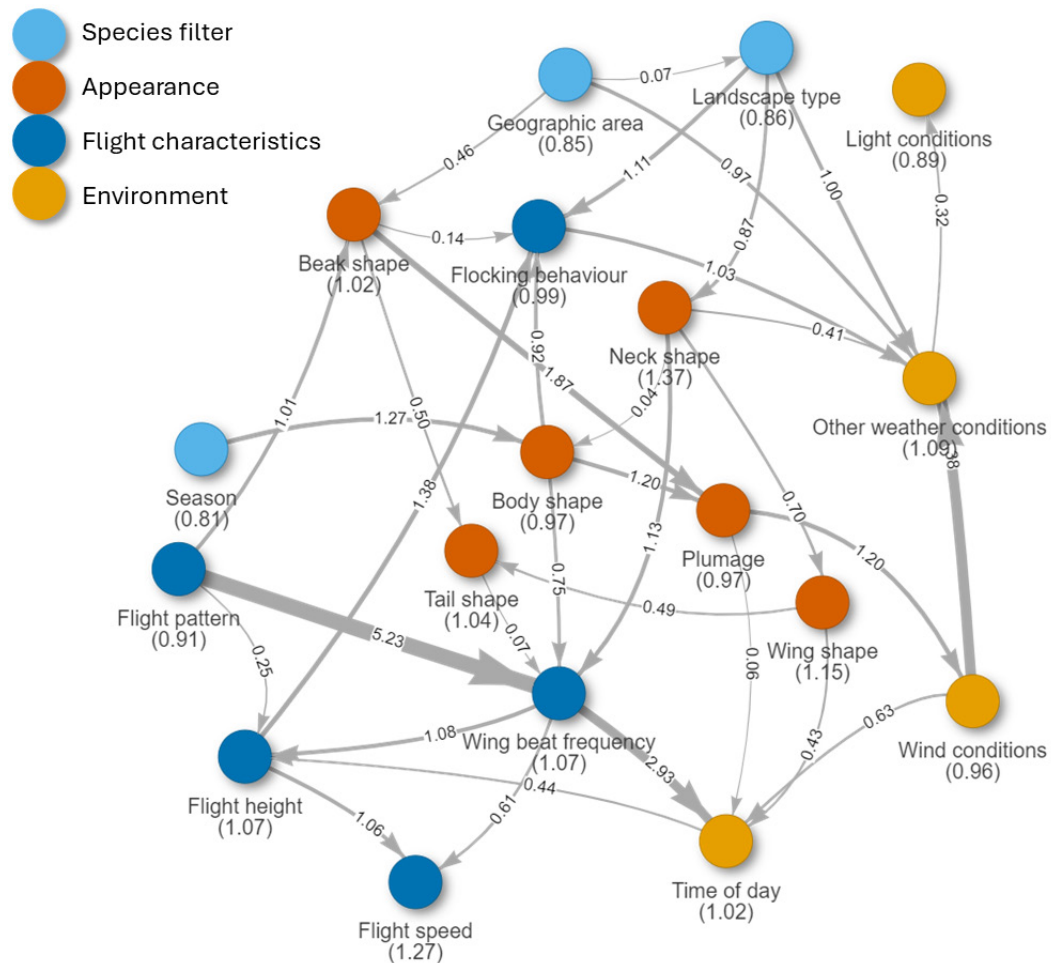 Species filter
Appearance
Flight characteristics
Environment
0.07
Landscape type
(0.86)
Geographic area
(0.85)
Light conditions
(0.89)
0.46
1.11
0.97
1.00
0.32
0.87
0.14
Beak shape
(1.02)
Flocking behaviour
(0.99)
1.03
0.41
Neck shape
(1.37)
0.92
1.87
0.04
1.01
0.50
1.27
Other weather conditions
(1.09)
Season
(0.81)
1.38
Body shape
(0.97)
1.20
0.70
1.13
Plumage
(0.97)
1.20
0.75
Tail shape
(1.04)
0.49
Flight pattern
(0.91)
5.23
0.07
0.25
0.06
Wing shape
(1.15)
1.08
Wing beat frequency
(1.07)
2.93
0.43
0.63
Wind conditions
(0.96)
0.44
0.61
Flight height
(1.07)
1.06
Time of day
(1.02)
Flight speed
(1.27)